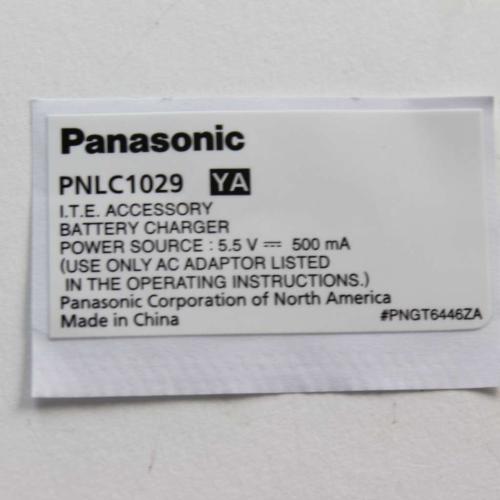 Panasonic
PNLC1029 YA
I.T.E. ACCESSORY
BATTERY CHARGER
POWER SOURCE : 5.5 V ⎓ 500 mA
(USE ONLY AC ADAPTOR LISTED
IN THE OPERATING INSTRUCTIONS.)
Panasonic Corporation of North America
Made in China #PNGT6446ZA